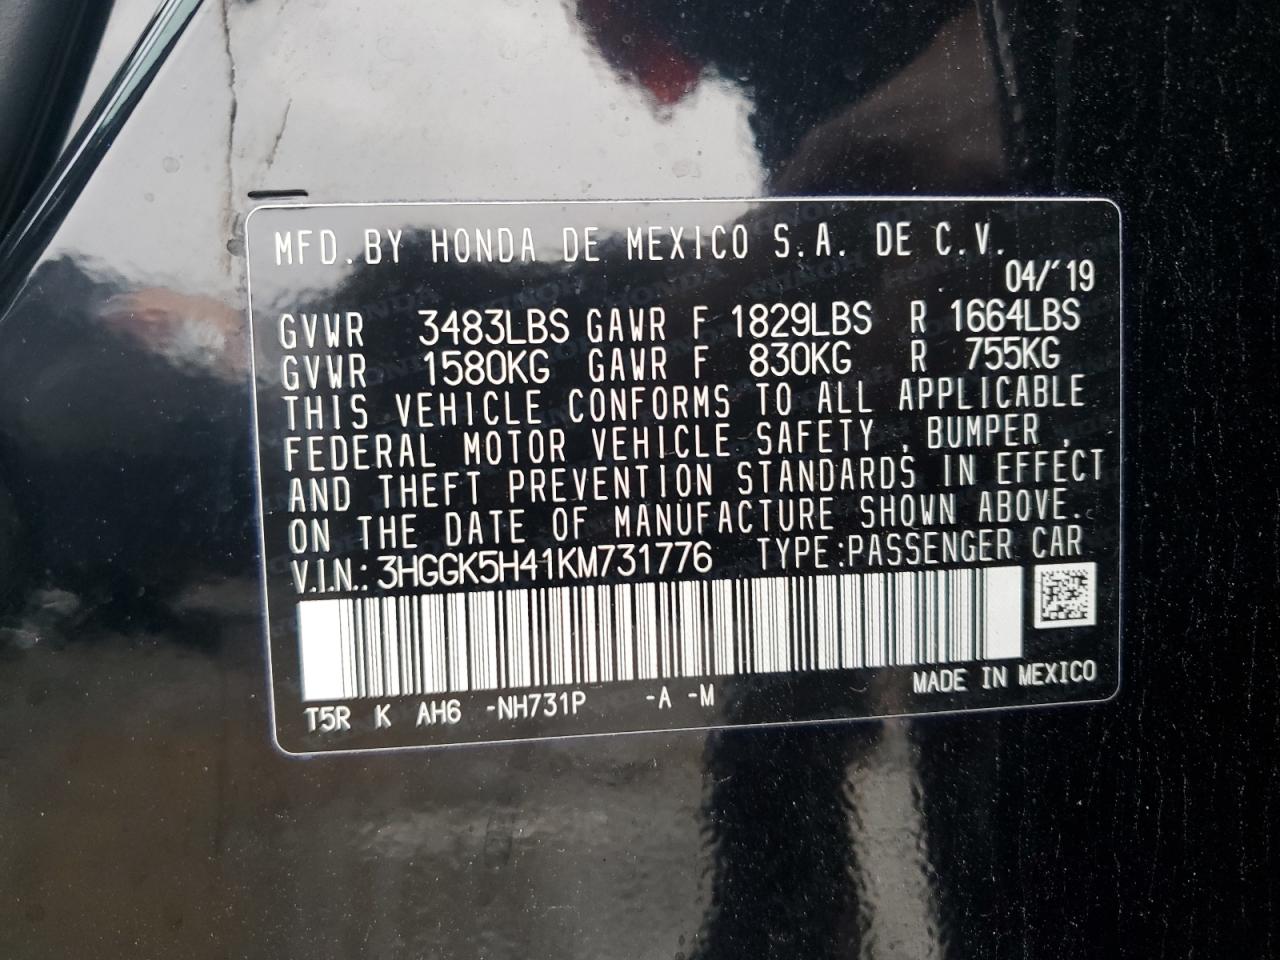 MFD. BY HONDA DE MEXICO S.A. DE C.V.
04/'19
GVWR 3483LBS GAWR F 1829LBS R 1664LBS
GVWR 1580KG GAWR F 830KG R 755KG
THIS VEHICLE CONFORMS TO ALL APPLICABLE
FEDERAL MOTOR VEHICLE SAFETY , BUMPER ,
AND THEFT PREVENTION STANDARDS IN EFFECT
ON THE DATE OF MANUFACTURE SHOWN ABOVE.
V.I.N.: 3HGGK5H41KM731776 TYPE:PASSENGER CAR
MADE IN MEXICO
T5R K AH6 -NH731P -A -M